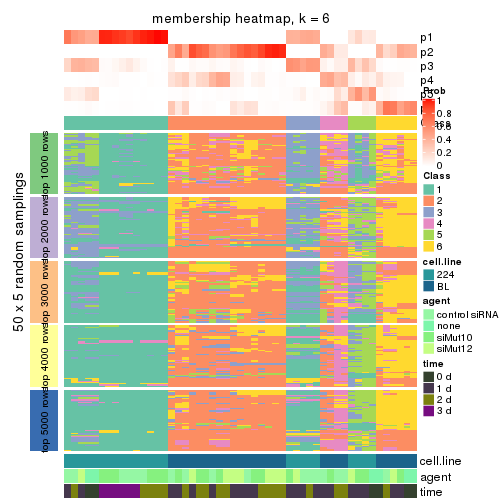 membership heatmap, k = 6
p1
p2
p3
p4
p5
Prob
1
0.8
0.6
0.4
0.2
0
Class
1
2
3
4
5
6
cell.line
224
BL
agent
control siRNA
none
siMut10
siMut12
time
0 d
1 d
2 d
3 d
50 x 5 random samplings
top 1000 rows
top 2000 rows
top 3000 rows
top 4000 rows
top 5000 rows
cell.line
agent
time